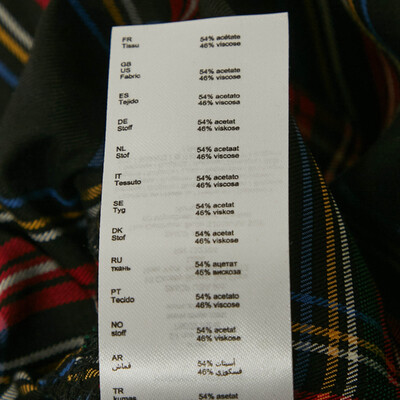 FR 54% acétate
Tissu 46% viscose
GB
US 54% acetate
Fabric 46% viscose
ES 54% acetato
Tejido 46% viscosa
DE 54% acetat
Stoff 46% viskose
NL 54% acetaat
Stof 46% viscose
IT 54% acetato
Tessuto 46% viscosa
SE 54% acetat
Tyg 46% viskos
DK 54% acetat
Stof 46% viskose
RU 54% ацетат
ткань 46% вискоза
PT 54% acetato
Tecido 46% viscose
NO 54% acetat
stoff 46% viskose
AR 54% أسيتات
قماش 46% فسكوزي
TR 54% asetat
kumaş